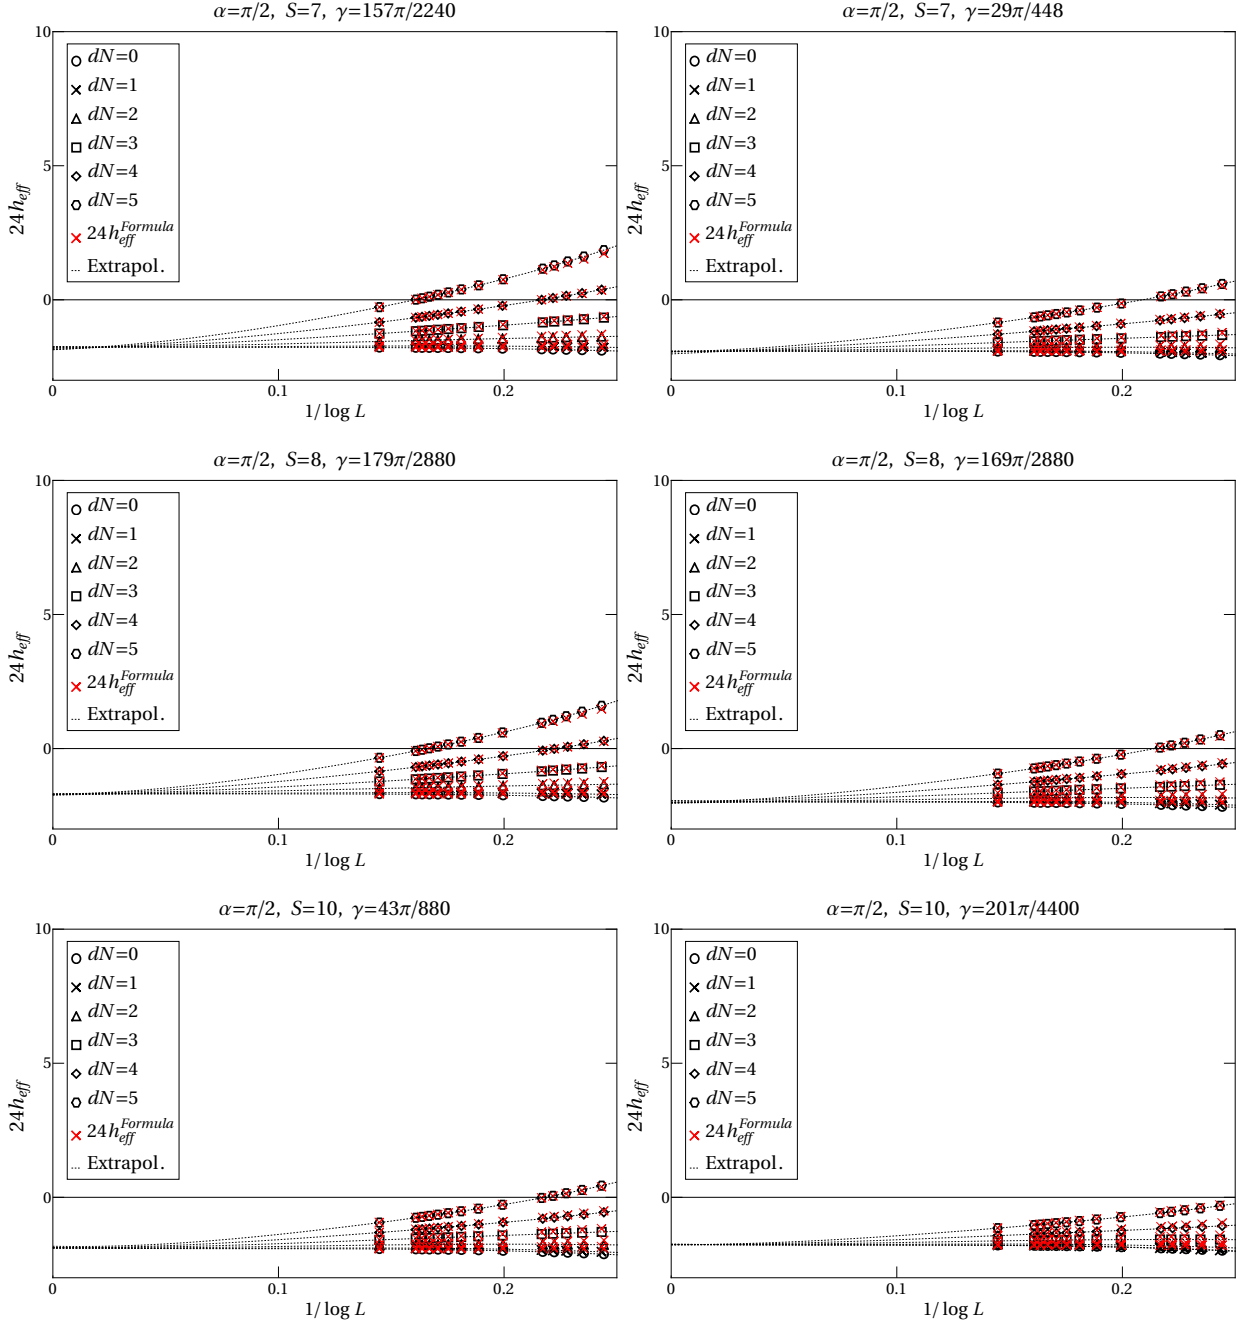 α=π/2, S=7, γ=157π/2240
10
5
0
24h_eff
dN=0
dN=1
dN=2
dN=3
dN=4
dN=5
24h_eff^Formula
Extrapol.
0 0.1 0.2
1/ log L
α=π/2, S=7, γ=29π/448
10
5
0
24h_eff
dN=0
dN=1
dN=2
dN=3
dN=4
dN=5
24h_eff^Formula
Extrapol.
0 0.1 0.2
1/ log L
α=π/2, S=8, γ=179π/2880
10
5
0
24h_eff
dN=0
dN=1
dN=2
dN=3
dN=4
dN=5
24h_eff^Formula
Extrapol.
0 0.1 0.2
1/ log L
α=π/2, S=8, γ=169π/2880
10
5
0
24h_eff
dN=0
dN=1
dN=2
dN=3
dN=4
dN=5
24h_eff^Formula
Extrapol.
0 0.1 0.2
1/ log L
α=π/2, S=10, γ=43π/880
10
5
0
24h_eff
dN=0
dN=1
dN=2
dN=3
dN=4
dN=5
24h_eff^Formula
Extrapol.
0 0.1 0.2
1/ log L
α=π/2, S=10, γ=201π/4400
10
5
0
24h_eff
dN=0
dN=1
dN=2
dN=3
dN=4
dN=5
24h_eff^Formula
Extrapol.
0 0.1 0.2
1/ log L